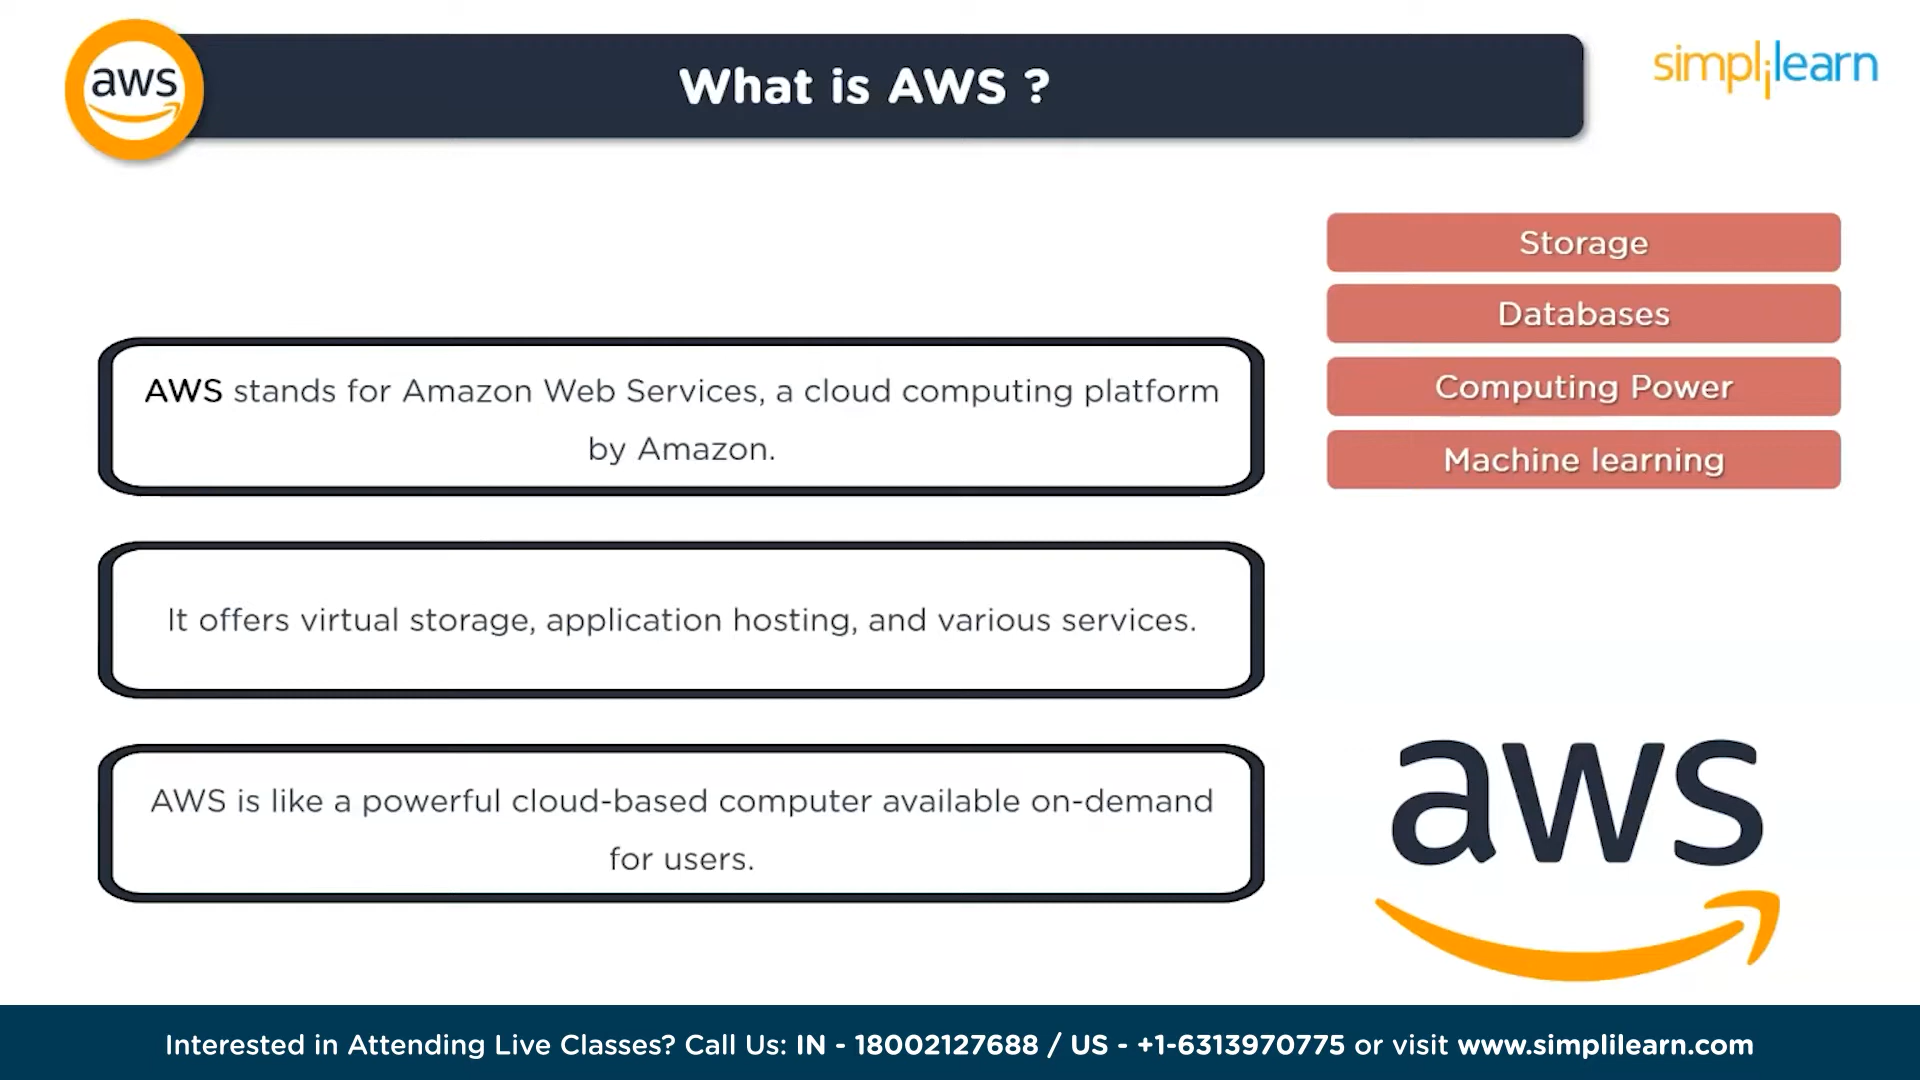 aws
What is AWS ?
simplilearn
Storage
Databases
Computing Power
Machine learning
AWS stands for Amazon Web Services, a cloud computing platform
by Amazon.
It offers virtual storage, application hosting, and various services.
AWS is like a powerful cloud-based computer available on-demand
for users.
aws
Interested in Attending Live Classes? Call Us: IN - 18002127688 / US - +1-6313970775 or visit www.simplilearn.com